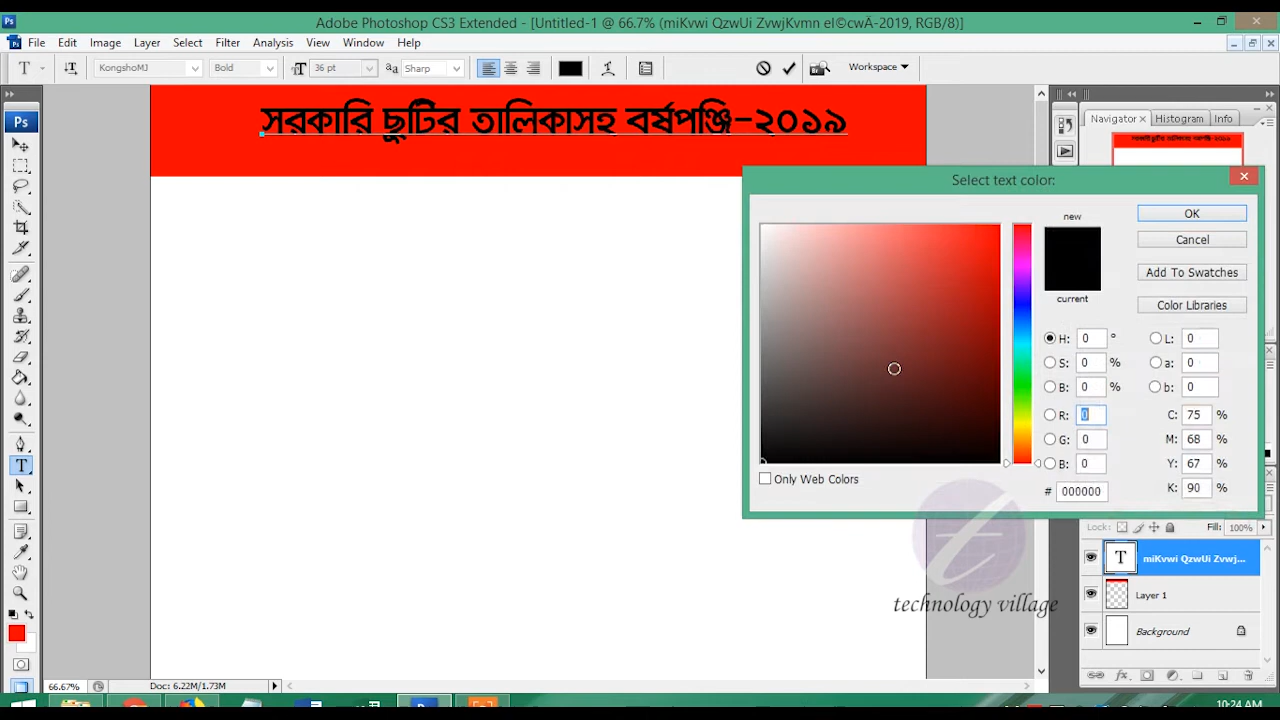 Adobe Photoshop CS3 Extended - [Untitled-1 @ 66.7% (miKvwi QzwUi ZvwjKvmn el©cwÄ-2019, RGB/8)]
File Edit Image Layer Select Filter Analysis View Window Help
T KongshoMJ Bold 36 pt Sharp Workspace
Ps
সরকারি ছুটির তালিকাসহ বর্ষপঞ্জি-২০১৯
Navigator Histogram Info
Select text color:
new
current
OK
Cancel
Add To Swatches
Color Libraries
H: 0 ° L: 0
S: 0 % a: 0
B: 0 % b: 0
R: 0 C: 75 %
G: 0 M: 68 %
B: 0 Y: 67 %
# 000000 K: 90 %
Only Web Colors
Lock: Fill: 100%
T miKvwi QzwUi Zvwj...
Layer 1
Background
technology village
66.67% Doc: 6.22M/1.73M
10:24 AM